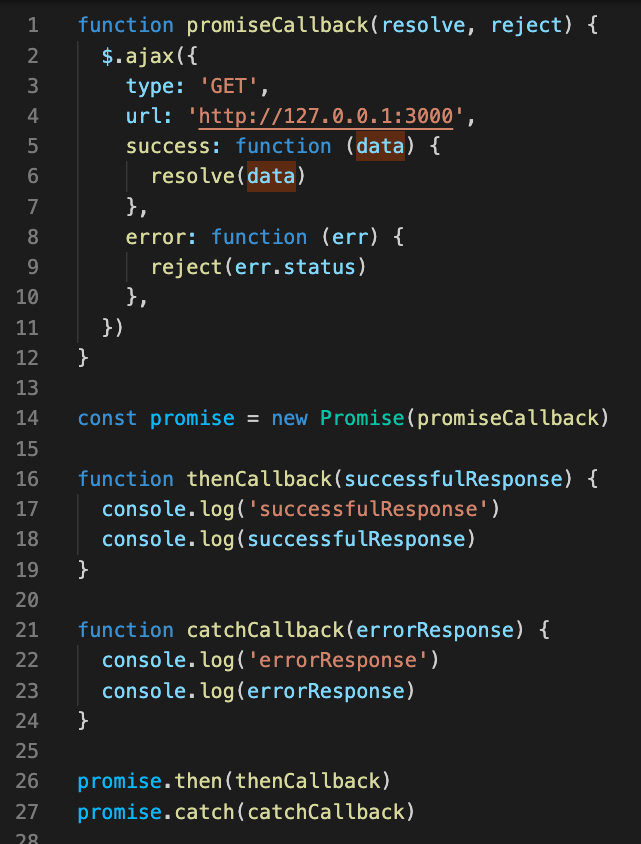 1 function promiseCallback(resolve, reject) {
2   $.ajax({
3     type: 'GET',
4     url: 'http://127.0.0.1:3000',
5     success: function (data) {
6       resolve(data)
7     },
8     error: function (err) {
9       reject(err.status)
10     },
11   })
12 }
13
14 const promise = new Promise(promiseCallback)
15
16 function thenCallback(successfulResponse) {
17   console.log('successfulResponse')
18   console.log(successfulResponse)
19 }
20
21 function catchCallback(errorResponse) {
22   console.log('errorResponse')
23   console.log(errorResponse)
24 }
25
26 promise.then(thenCallback)
27 promise.catch(catchCallback)
28